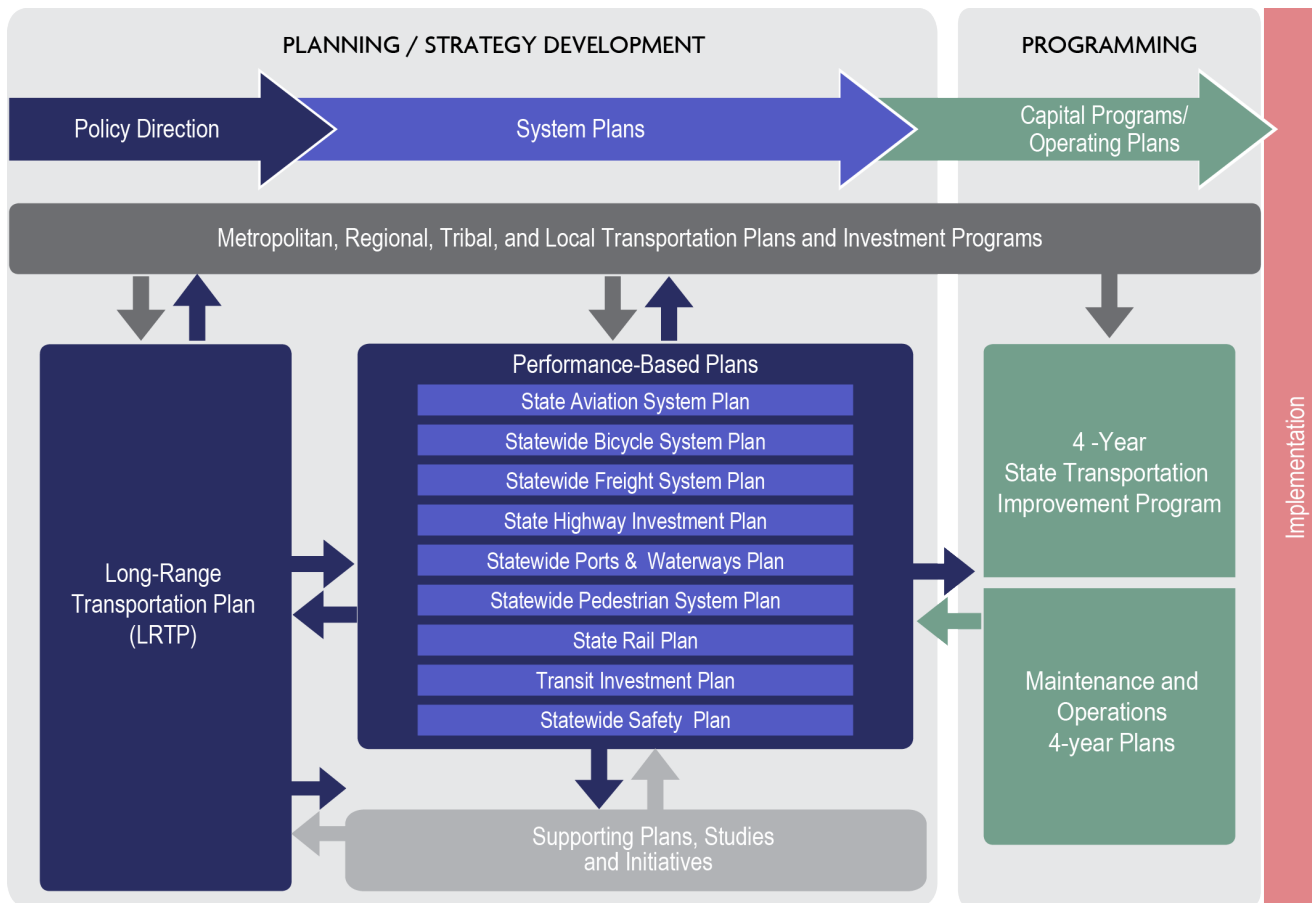 PLANNING / STRATEGY DEVELOPMENT
PROGRAMMING
Policy Direction
System Plans
Capital Programs/
Operating Plans
Metropolitan, Regional, Tribal, and Local Transportation Plans and Investment Programs
Long-Range
Transportation Plan
(LRTP)
Performance-Based Plans
State Aviation System Plan
Statewide Bicycle System Plan
Statewide Freight System Plan
State Highway Investment Plan
Statewide Ports & Waterways Plan
Statewide Pedestrian System Plan
State Rail Plan
Transit Investment Plan
Statewide Safety Plan
Supporting Plans, Studies
and Initiatives
4 -Year
State Transportation
Improvement Program
Maintenance and
Operations
4-year Plans
Implementation